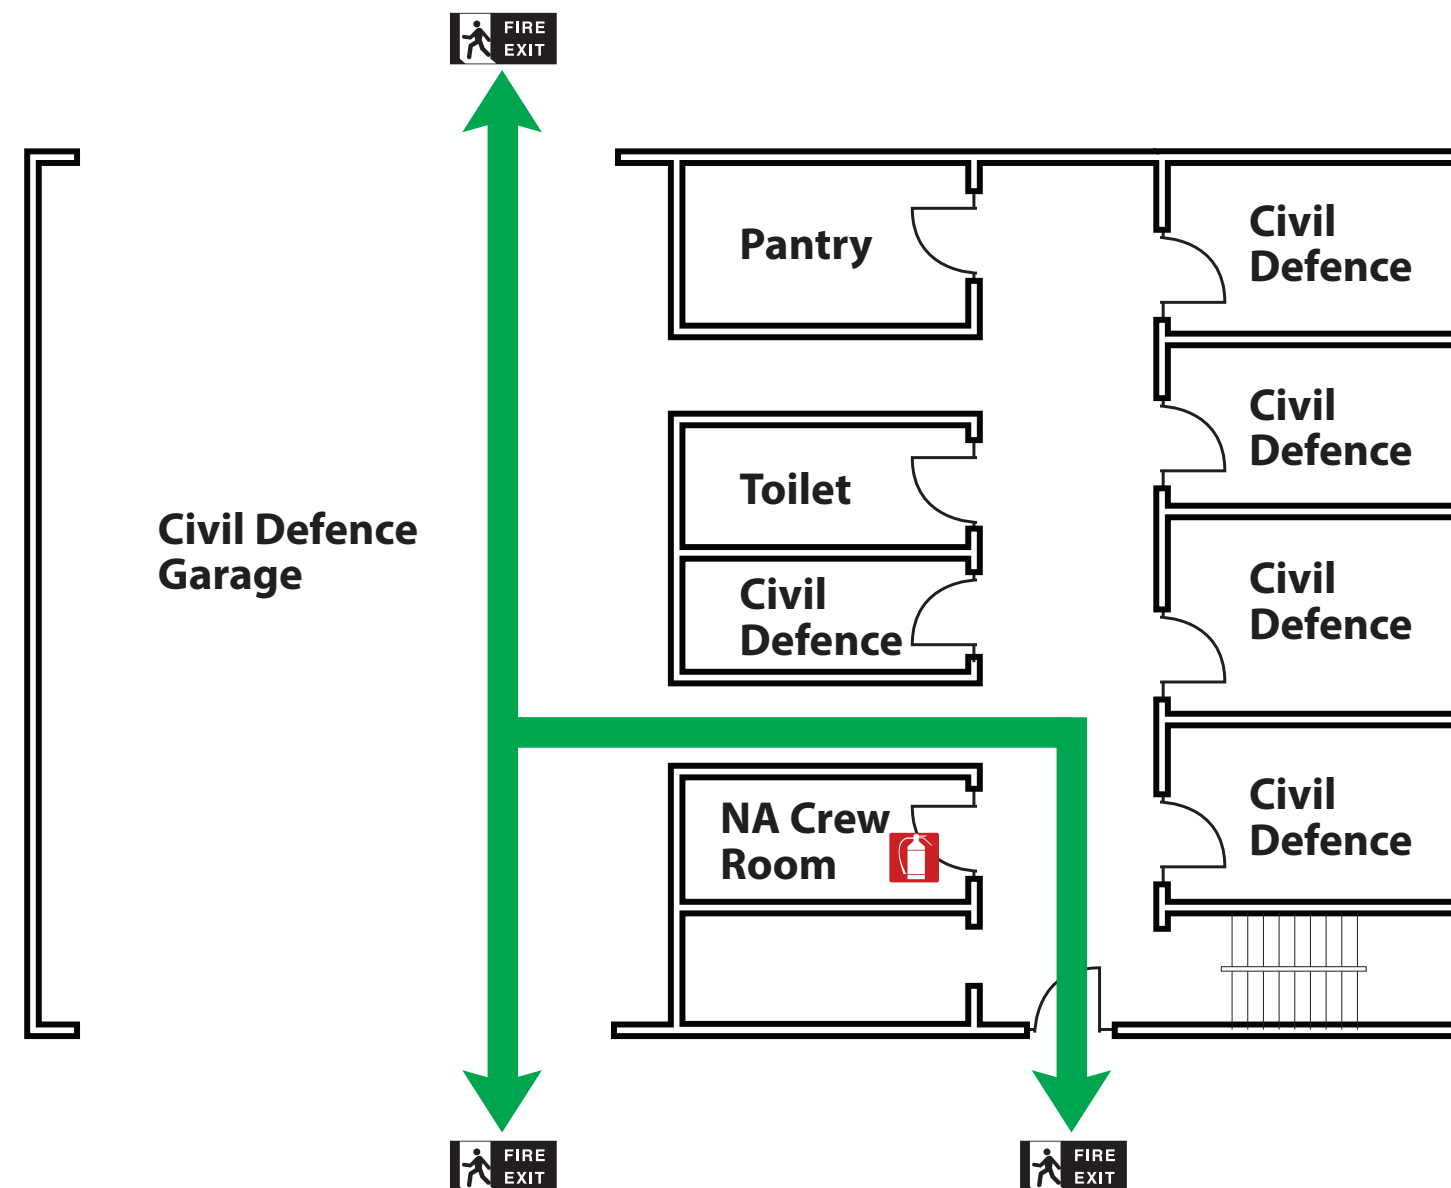 FIRE
EXIT
Pantry
Civil
Defence
Civil
Defence
Toilet
Civil Defence
Garage
Civil
Defence
Civil
Defence
NA Crew
Room
Civil
Defence
FIRE
EXIT
FIRE
EXIT